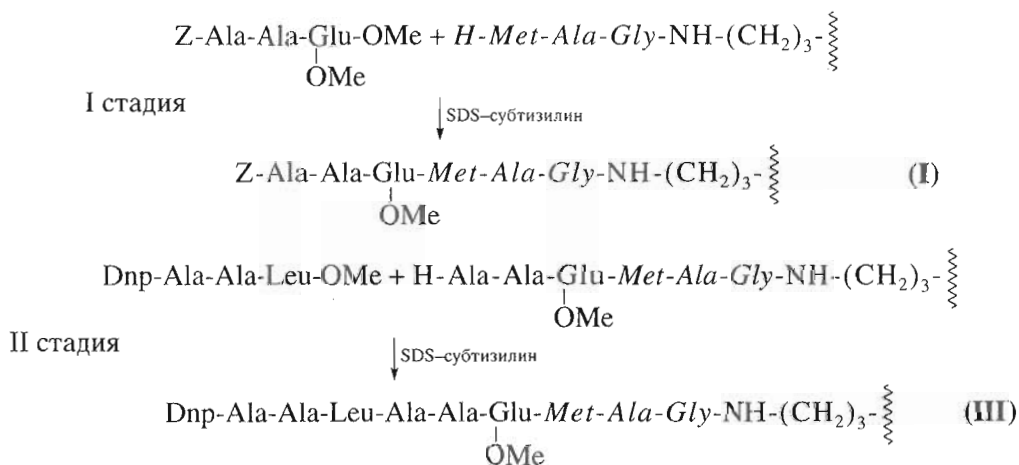 Z-Ala-Ala-Glu-OMe + H-Met-Ala-Gly-NH-(CH₂)₃-
OMe
I стадия
SDS–субтизилин
Z-Ala-Ala-Glu-Met-Ala-Gly-NH-(CH₂)₃- (I)
OMe
Dnp-Ala-Ala-Leu-OMe + H-Ala-Ala-Glu-Met-Ala-Gly-NH-(CH₂)₃-
OMe
II стадия
SDS–субтизилин
Dnp-Ala-Ala-Leu-Ala-Ala-Glu-Met-Ala-Gly-NH-(CH₂)₃- (III)
OMe